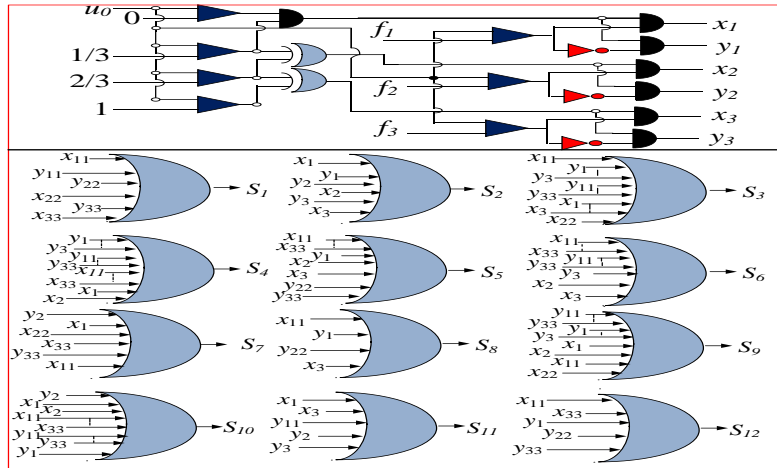 u0
0
1/3
2/3
1
f1
f2
f3
x1
y1
x2
y2
x3
y3
x11
y11
y22
x22
y33
x33
S1
x1
y1
y2
x2
y3
x3
S2
x11
y1
y3
y11
y33
x1
x3
x22
S3
y1
y3
y11
y33
x11
x33
x1
x2
S4
x11
x33
y1
x2
x3
y22
y33
S5
x11
x33
y11
y33
y3
x2
x3
S6
y2
x1
x22
x33
y33
x11
S7
x11
y1
y22
x3
S8
y11
y33
y1
y3
x1
x2
x11
x22
S9
y2
x1
x2
x11
x33
y11
y33
y1
S10
x1
x3
y11
y2
y3
S11
x11
x33
y1
y22
y33
S12